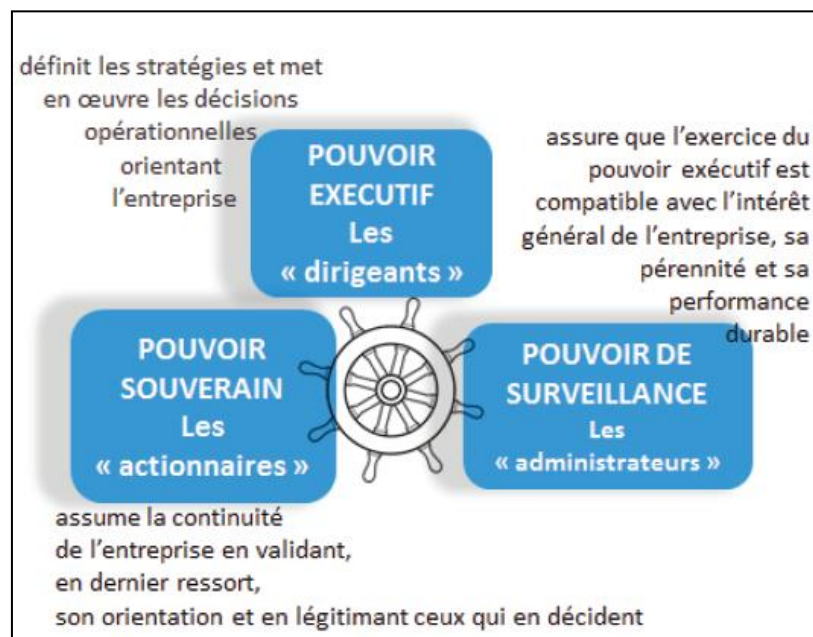 définit les stratégies et met
en œuvre les décisions
opérationnelles
orientant
l'entreprise
POUVOIR
EXECUTIF
Les
« dirigeants »
assure que l'exercice du
pouvoir exécutif est
compatible avec l'intérêt
général de l'entreprise, sa
pérennité et sa
performance
durable
POUVOIR
SOUVERAIN
Les
« actionnaires »
POUVOIR DE
SURVEILLANCE
Les
« administrateurs »
assume la continuité
de l'entreprise en validant,
en dernier ressort,
son orientation et en légitimant ceux qui en décident